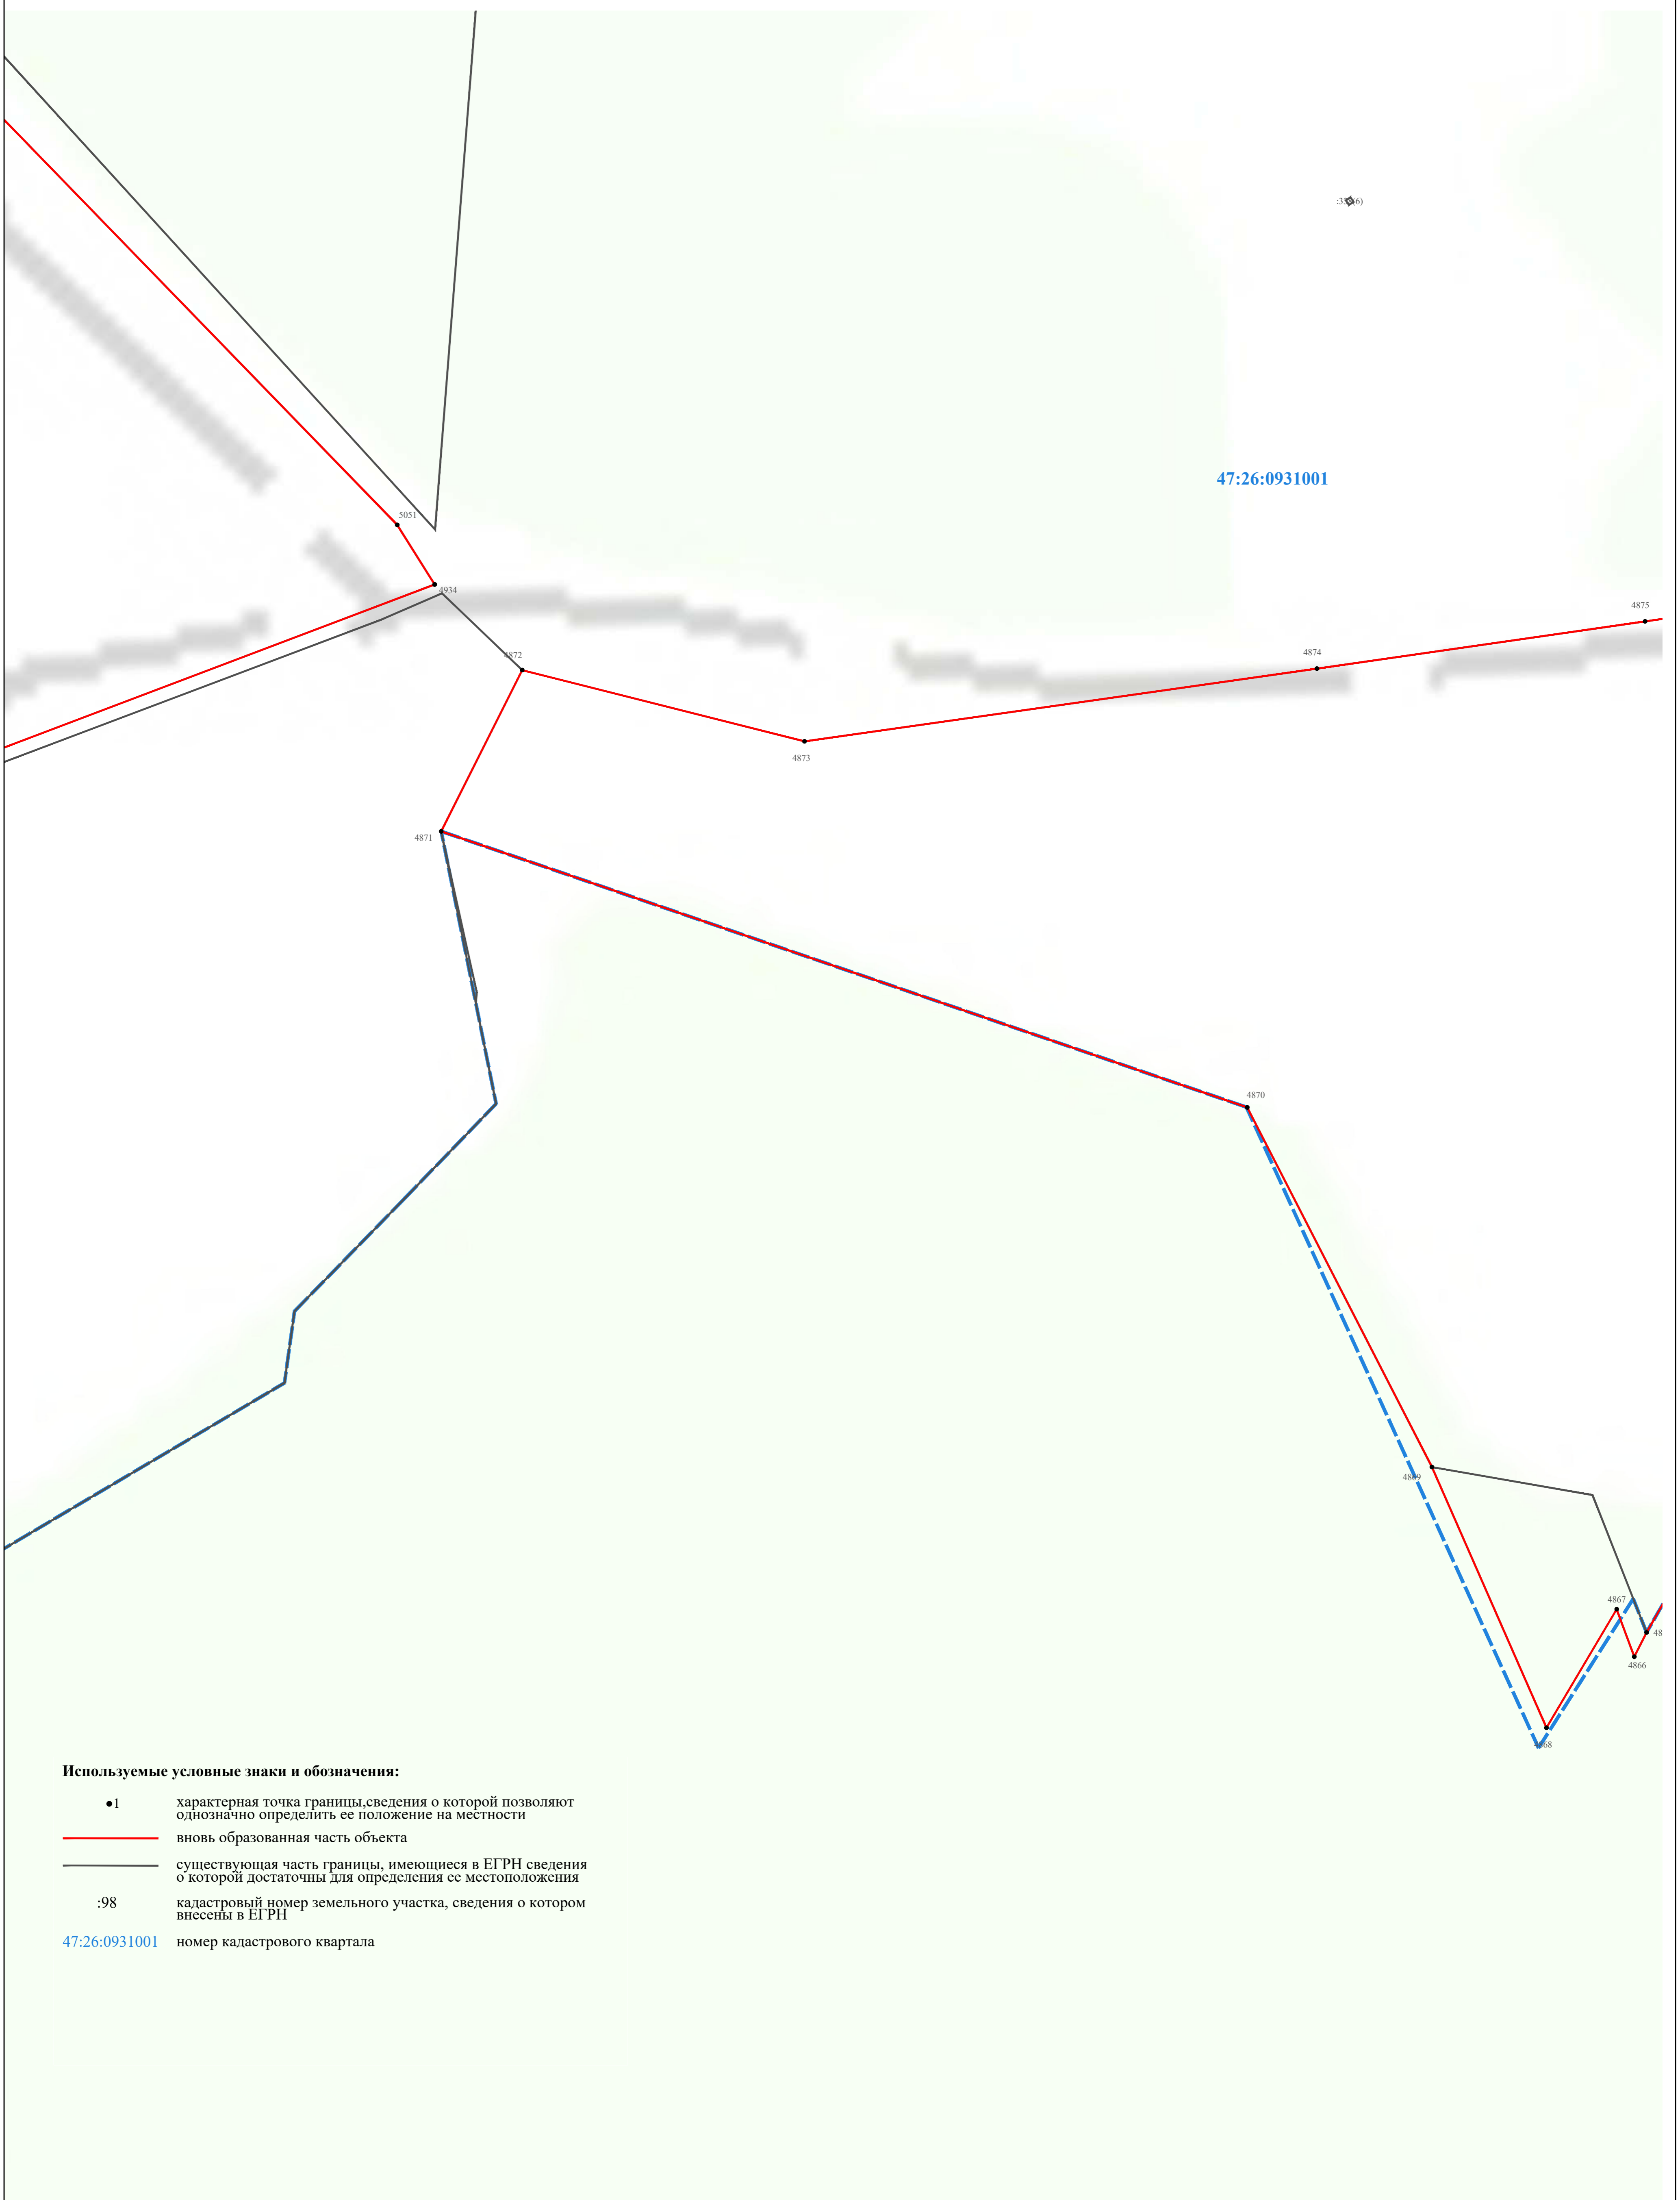 47:26:0931001
5051
4934
4875
4872
4874
4873
4871
4870
4869
4867
4866
4868
Используемые условные знаки и обозначения:
1
характерная точка границы,сведения о которой позволяют
однозначно определить ее положение на местности
вновь образованная часть объекта
существующая часть границы, имеющиеся в ЕГРН сведения
о которой достаточны для определения ее местоположения
:98
кадастровый номер земельного участка, сведения о котором
внесены в ЕГРН
47:26:0931001
номер кадастрового квартала